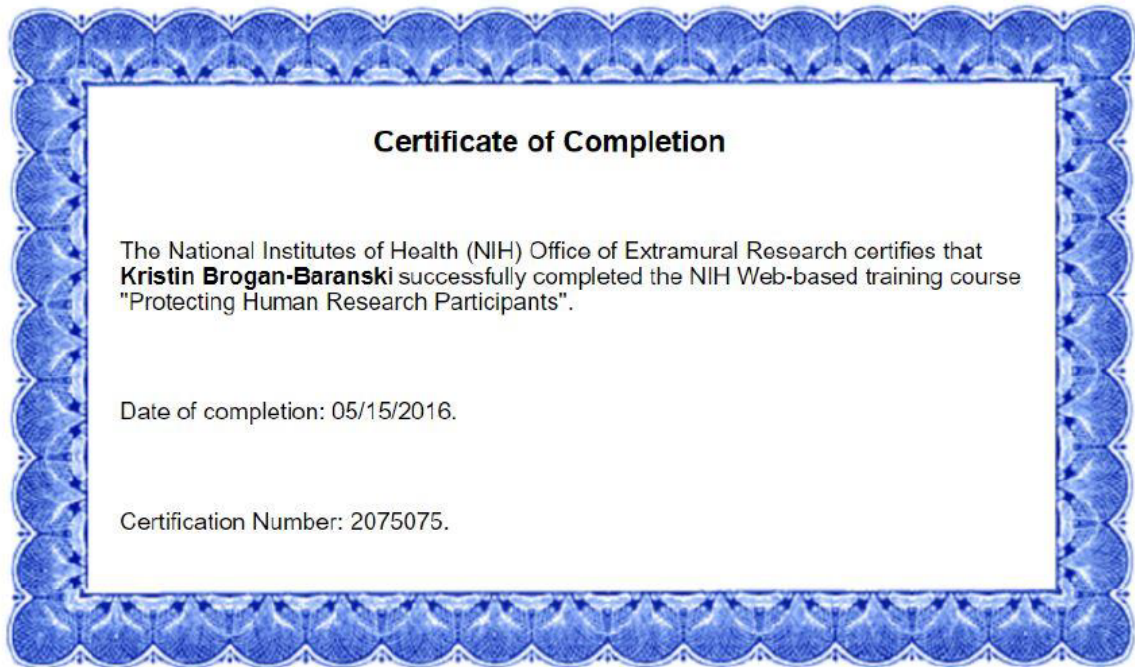 Certificate of Completion
The National Institutes of Health (NIH) Office of Extramural Research certifies that
Kristin Brogan-Baranski successfully completed the NIH Web-based training course
"Protecting Human Research Participants".
Date of completion: 05/15/2016.
Certification Number: 2075075.